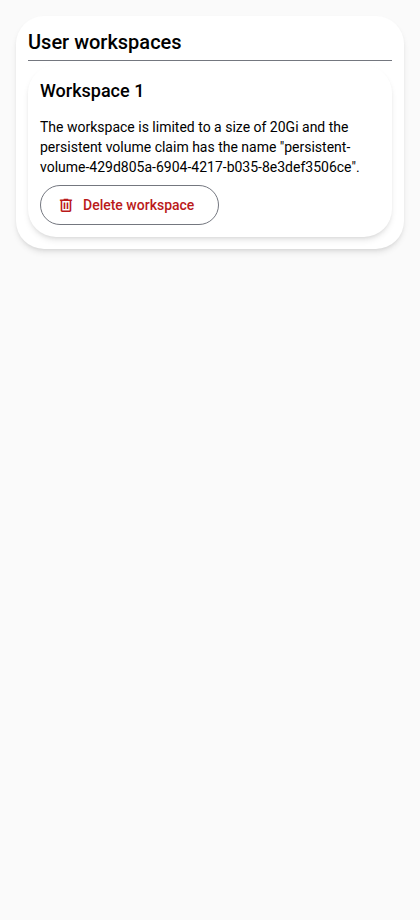 User workspaces
Workspace 1
The workspace is limited to a size of 20Gi and the
persistent volume claim has the name "persistent-
volume-429d805a-6904-4217-b035-8e3def3506ce".
Delete workspace